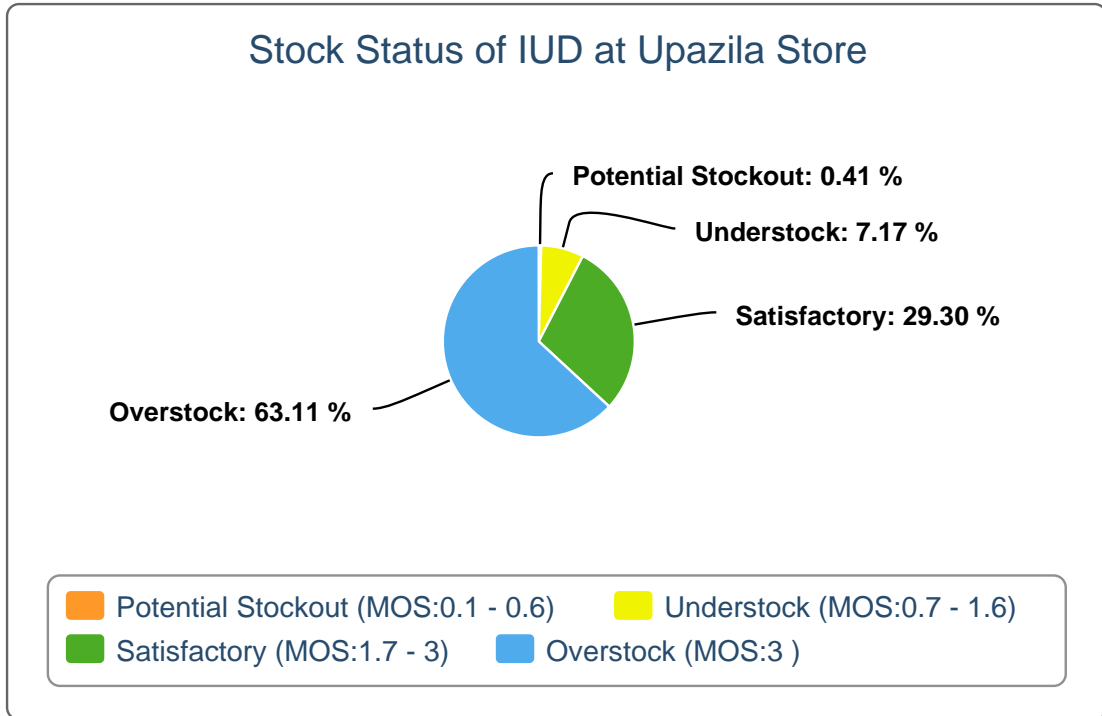 Stock Status of IUD at Upazila Store
Potential Stockout: 0.41 %
Understock: 7.17 %
Satisfactory: 29.30 %
Overstock: 63.11 %
Potential Stockout (MOS:0.1 - 0.6)
Understock (MOS:0.7 - 1.6)
Satisfactory (MOS:1.7 - 3)
Overstock (MOS:3 )